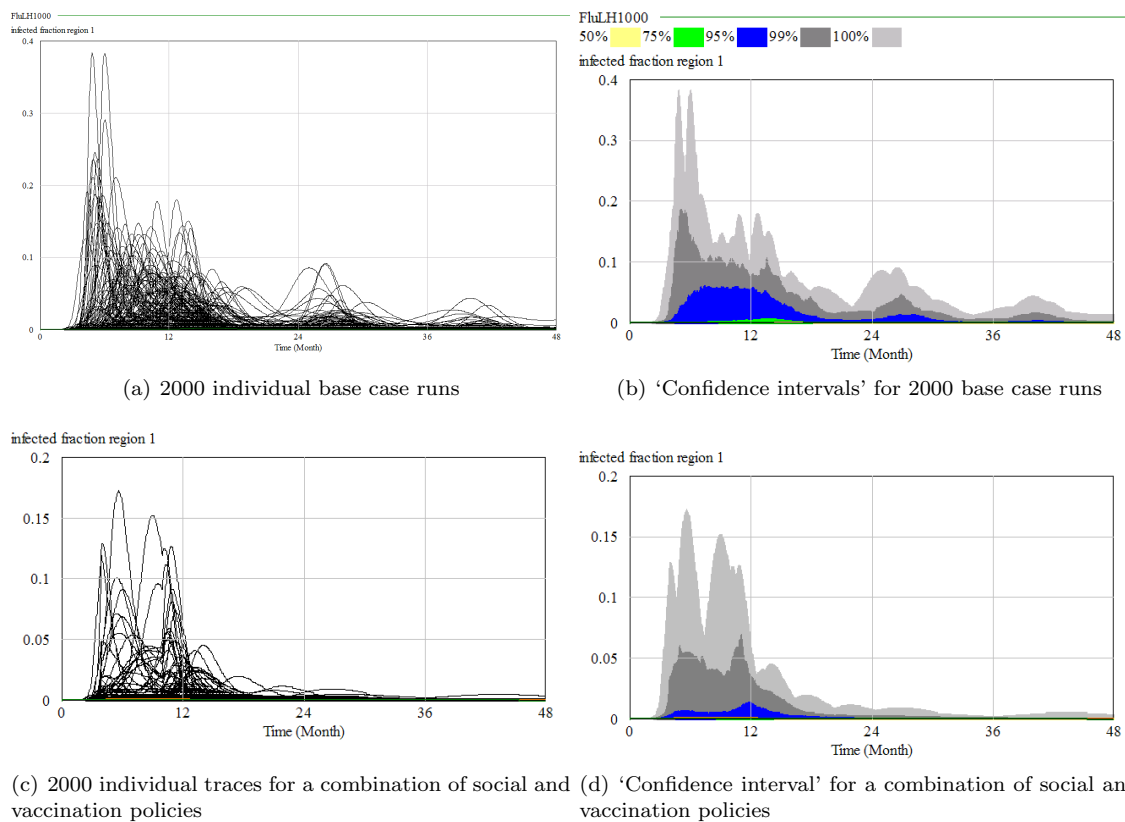 FluLH1000
infected fraction region 1
0.4
0.3
0.2
0.1
0
0 12 24 36 48
Time (Month)
(a) 2000 individual base case runs
FluLH1000
50% 75% 95% 99% 100%
infected fraction region 1
0.4
0.3
0.2
0.1
0
0 12 24 36 48
Time (Month)
(b) ‘Confidence intervals’ for 2000 base case runs
infected fraction region 1
0.2
0.15
0.1
0.05
0
0 12 24 36 48
Time (Month)
(c) 2000 individual traces for a combination of social and
vaccination policies
infected fraction region 1
0.2
0.15
0.1
0.05
0
0 12 24 36 48
Time (Month)
(d) ‘Confidence interval’ for a combination of social an
vaccination policies